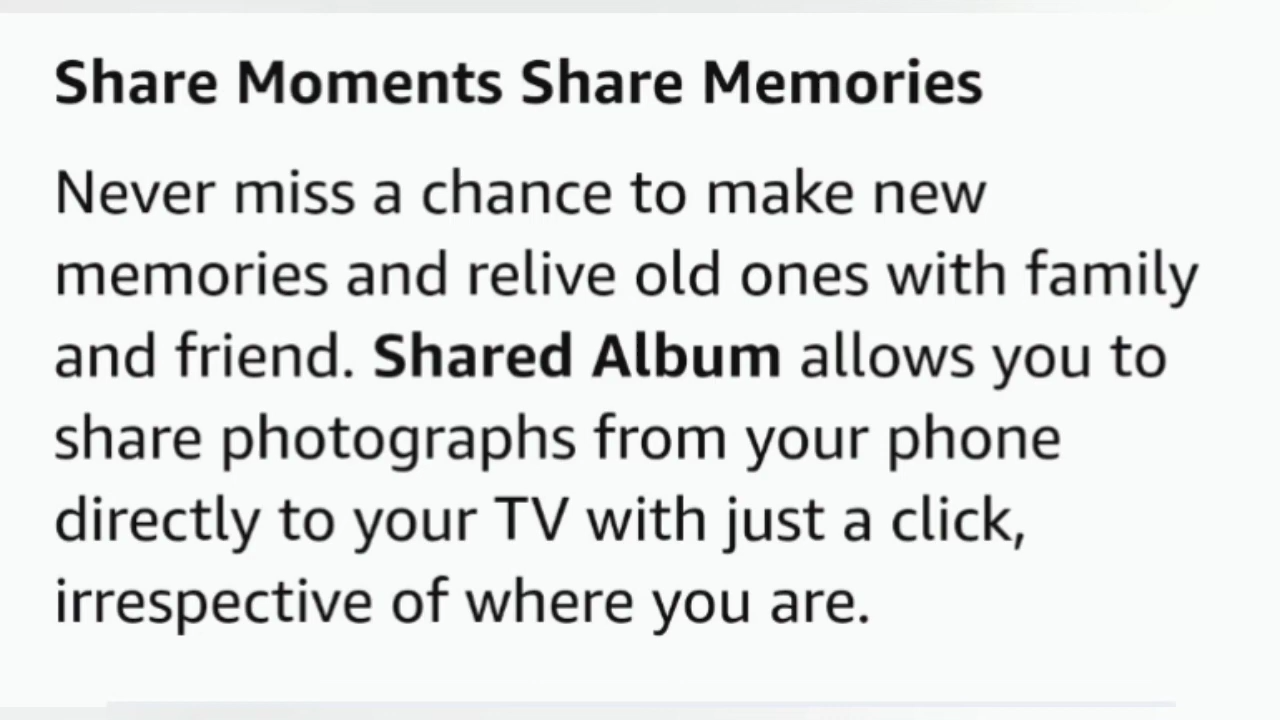 Share Moments Share Memories
Never miss a chance to make new
memories and relive old ones with family
and friend. Shared Album allows you to
share photographs from your phone
directly to your TV with just a click,
irrespective of where you are.